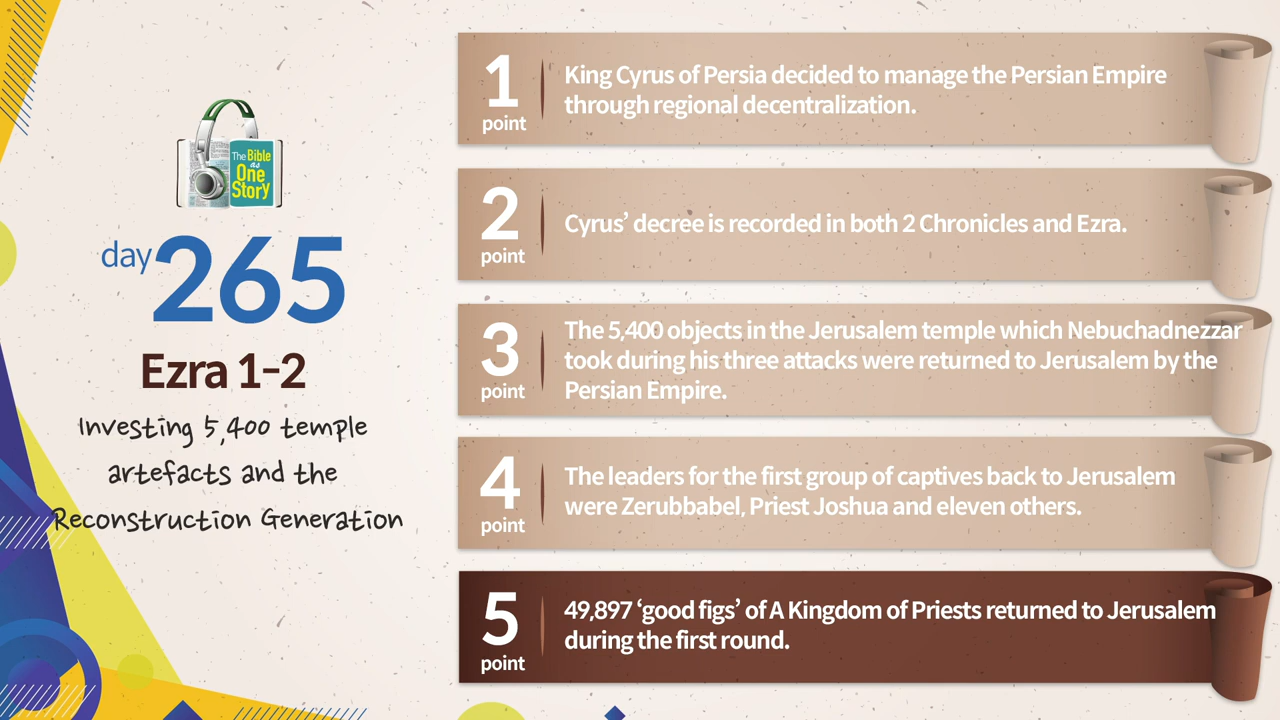 The Bible
as
One
Story
day 265
Ezra 1-2
Investing 5,400 temple
artefacts and the
Reconstruction Generation
1
point
King Cyrus of Persia decided to manage the Persian Empire
through regional decentralization.
2
point
Cyrus’ decree is recorded in both 2 Chronicles and Ezra.
3
point
The 5,400 objects in the Jerusalem temple which Nebuchadnezzar
took during his three attacks were returned to Jerusalem by the
Persian Empire.
4
point
The leaders for the first group of captives back to Jerusalem
were Zerubbabel, Priest Joshua and eleven others.
5
point
49,897 ‘good figs’ of A Kingdom of Priests returned to Jerusalem
during the first round.